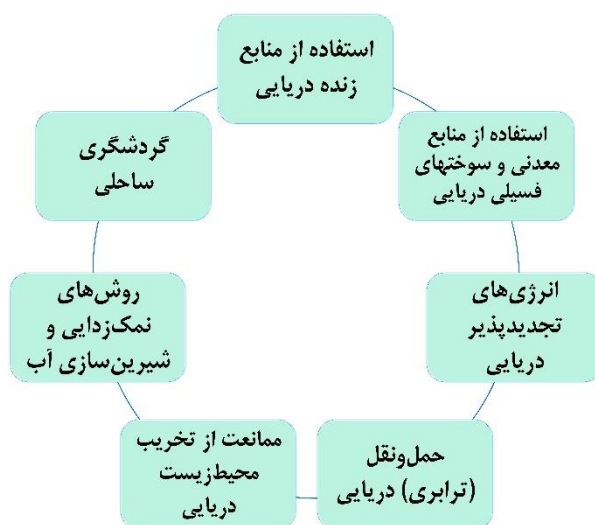 استفاده از منابع
زنده دریایی
استفاده از منابع
معدنی و سوختهای
فسیلی دریایی
انرژی‌های
تجدیدپذیر
دریایی
حمل‌ونقل
(ترابری) دریایی
ممانعت از تخریب
محیط‌زیست
دریایی
روش‌های
نمک‌زدایی و
شیرین‌سازی آب
گردشگری
ساحلی